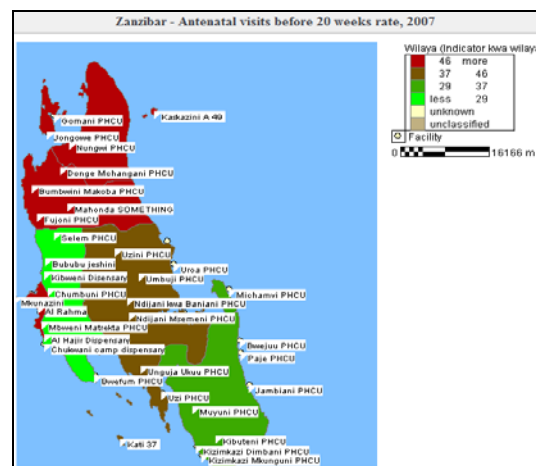 Zanzibar - Antenatal visits before 20 weeks rate, 2007
Wilaya (Indicator kwa wilaya
46 more
37 46
29 37
less 29
unknown
unclassified
Facility
0 16166 m
Kaskazini A 49
Gomani PHCU
Jongowe PHCU
Nungwi PHCU
Donge Mchangani PHCU
Bumbwini Makoba PHCU
Mahonda SOMETHING
Fujoni PHCU
Selem PHCU
Uzini PHCU
Bububu jeshini
Uroa PHCU
Kibweni Dispensary
Umbuji PHCU
Chumbuni PHCU
Michamvi PHCU
Mkunazini
Ndijani kwa Baniani PHCU
Al Rahma
Ndijani Msemeni PHCU
Mbweni Matrekta PHCU
Al Hajir Dispensary
Bwejuu PHCU
Chukwani camp dispensary
Paje PHCU
Unguja Ukuu PHCU
Dwefum PHCU
Jambiani PHCU
Uzi PHCU
Muyuni PHCU
Kibuteni PHCU
Kati 37
Kizimkazi Dimbani PHCU
Kizimkazi Mkunguni PHCU